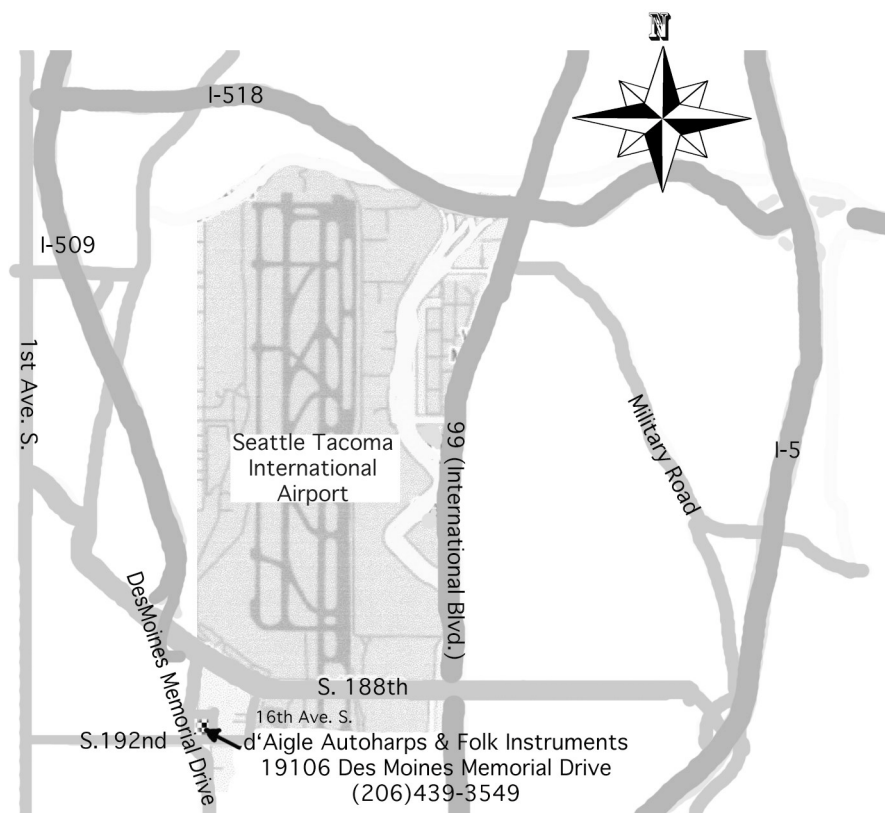 N
I-518
I-509
1st Ave. S.
Seattle Tacoma
International
Airport
99 (International Blvd.)
Military Road
I-5
DesMoines Memorial Drive
S. 188th
16th Ave. S.
S.192nd
d'Aigle Autoharps & Folk Instruments
19106 Des Moines Memorial Drive
(206)439-3549